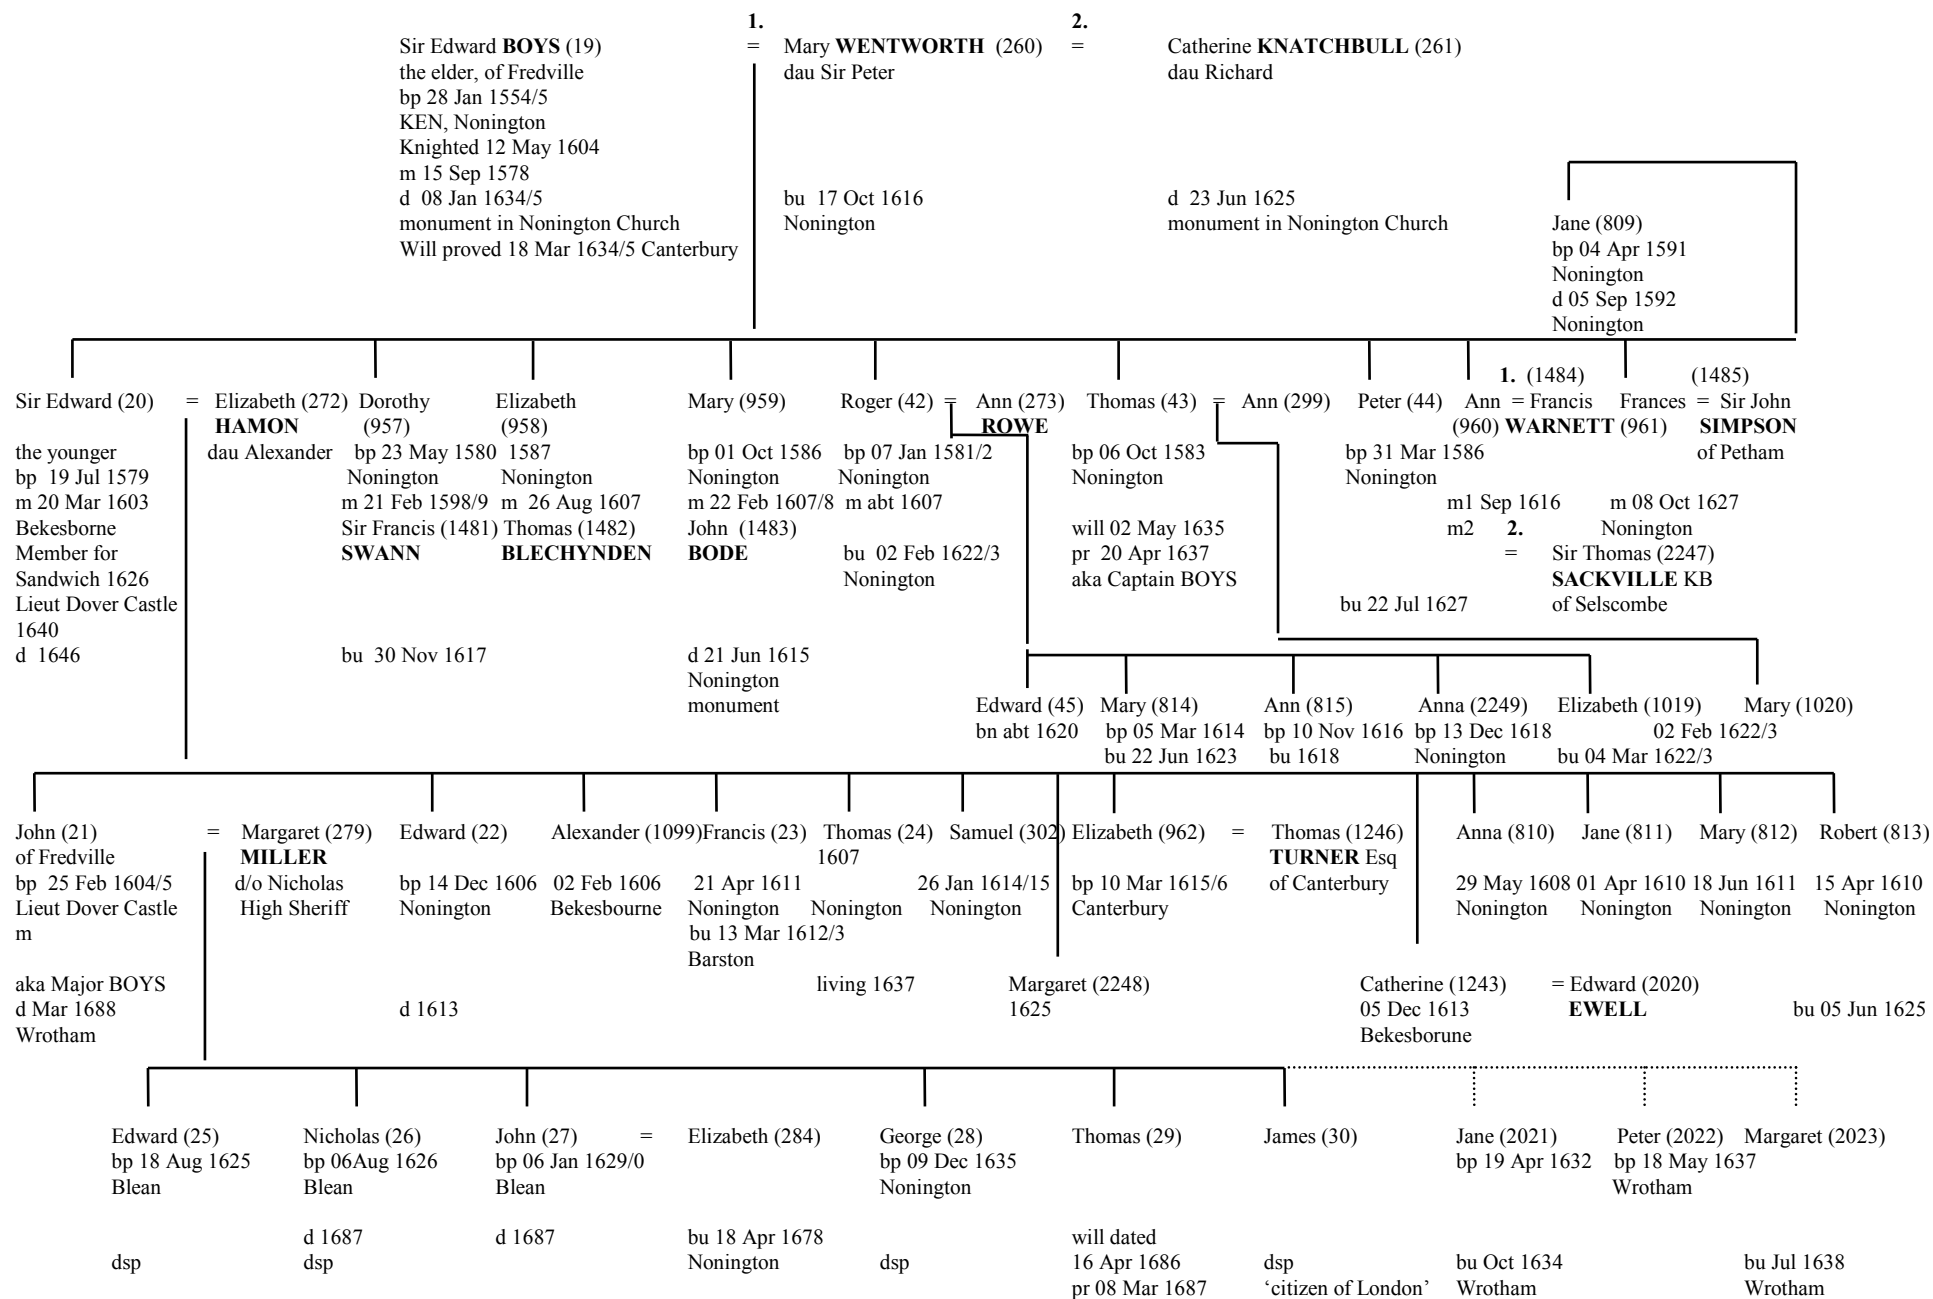 1. 2.
Sir Edward BOYS (19) = Mary WENTWORTH (260) = Catherine KNATCHBULL (261)
the elder, of Fredville dau Sir Peter dau Richard
bp 28 Jan 1554/5
KEN, Nonington
Knighted 12 May 1604
m 15 Sep 1578
d 08 Jan 1634/5 bu 17 Oct 1616 d 23 Jun 1625
monument in Nonington Church Nonington monument in Nonington Church Jane (809)
Will proved 18 Mar 1634/5 Canterbury bp 04 Apr 1591
Nonington
d 05 Sep 1592
Nonington
1. (1484) (1485)
Sir Edward (20) = Elizabeth (272) Dorothy Elizabeth Mary (959) Roger (42) = Ann (273) Thomas (43) = Ann (299) Peter (44) Ann = Francis Frances = Sir John
HAMON (957) (958) ROWE (960) WARNETT (961) SIMPSON
the younger dau Alexander bp 23 May 1580 1587 bp 01 Oct 1586 bp 07 Jan 1581/2 bp 06 Oct 1583 bp 31 Mar 1586 of Petham
bp 19 Jul 1579 Nonington Nonington Nonington Nonington Nonington Nonington
m 20 Mar 1603 m 21 Feb 1598/9 m 26 Aug 1607 m 22 Feb 1607/8 m abt 1607 m1 Sep 1616 m 08 Oct 1627
Bekesborne Sir Francis (1481) Thomas (1482) John (1483) will 02 May 1635 m2 2. Nonington
Member for SWANN BLECHYNDEN BODE bu 02 Feb 1622/3 pr 20 Apr 1637 = Sir Thomas (2247)
Sandwich 1626 Nonington aka Captain BOYS SACKVILLE KB
Lieut Dover Castle bu 22 Jul 1627 of Selscombe
1640
d 1646 bu 30 Nov 1617 d 21 Jun 1615
Nonington
monument Edward (45) Mary (814) Ann (815) Anna (2249) Elizabeth (1019) Mary (1020)
bn abt 1620 bp 05 Mar 1614 bp 10 Nov 1616 bp 13 Dec 1618 02 Feb 1622/3
bu 22 Jun 1623 bu 1618 Nonington bu 04 Mar 1622/3
John (21) = Margaret (279) Edward (22) Alexander (1099) Francis (23) Thomas (24) Samuel (302) Elizabeth (962) = Thomas (1246) Anna (810) Jane (811) Mary (812) Robert (813)
of Fredville MILLER 1607 TURNER Esq
bp 25 Feb 1604/5 d/o Nicholas bp 14 Dec 1606 02 Feb 1606 21 Apr 1611 26 Jan 1614/15 bp 10 Mar 1615/6 of Canterbury 29 May 1608 01 Apr 1610 18 Jun 1611 15 Apr 1610
Lieut Dover Castle High Sheriff Nonington Bekesbourne Nonington Nonington Nonington Canterbury Nonington Nonington Nonington Nonington
m bu 13 Mar 1612/3
Barston
aka Major BOYS living 1637 Margaret (2248) Catherine (1243) = Edward (2020)
d Mar 1688 d 1613 1625 05 Dec 1613 EWELL bu 05 Jun 1625
Wrotham Bekesborune
Edward (25) Nicholas (26) John (27) = Elizabeth (284) George (28) Thomas (29) James (30) Jane (2021) Peter (2022) Margaret (2023)
bp 18 Aug 1625 bp 06Aug 1626 bp 06 Jan 1629/0 bp 09 Dec 1635 bp 19 Apr 1632 bp 18 May 1637
Blean Blean Blean Nonington Wrotham
d 1687 d 1687 bu 18 Apr 1678 will dated
dsp dsp Nonington dsp 16 Apr 1686 dsp bu Oct 1634 bu Jul 1638
pr 08 Mar 1687 ‘citizen of London’ Wrotham Wrotham